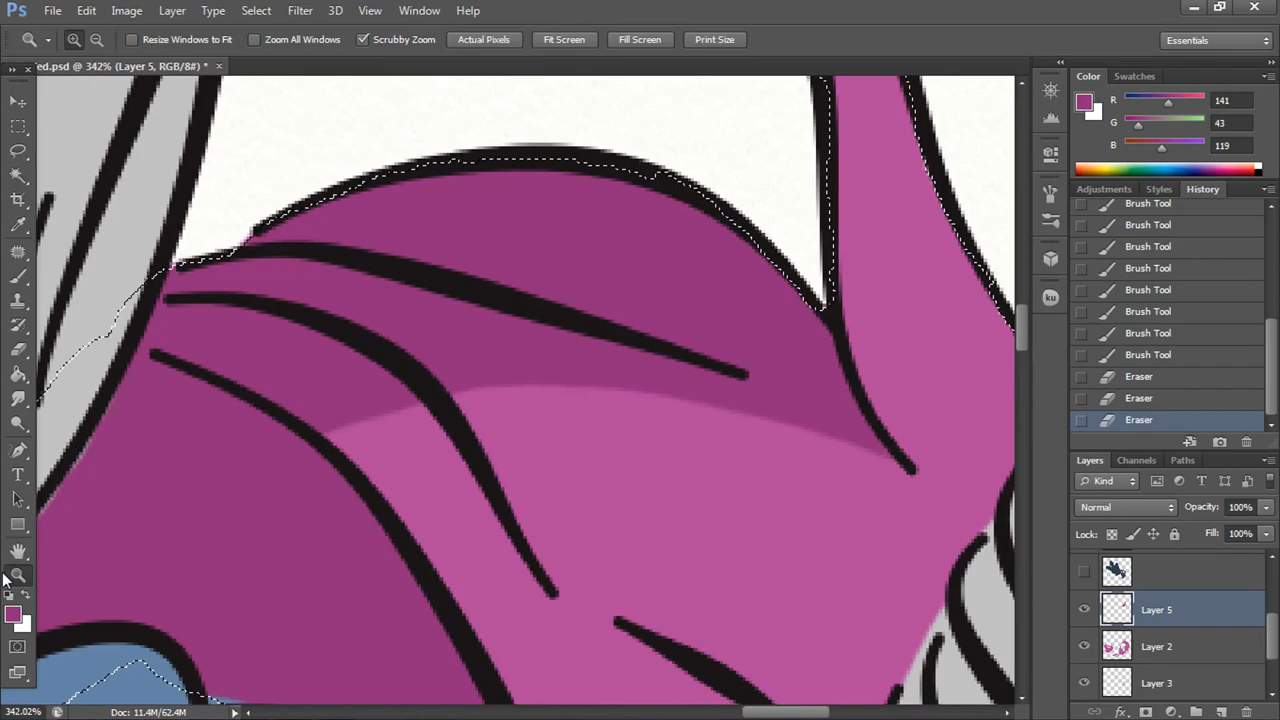 Ps File Edit Image Layer Type Select Filter 3D View Window Help
Resize Windows to Fit Zoom All Windows Scrubby Zoom Actual Pixels Fit Screen Fill Screen Print Size Essentials
ed.psd @ 342% (Layer 5, RGB/8#) * ×
Color Swatches
R 141
G 43
B 119
Adjustments Styles History
Brush Tool
Brush Tool
Brush Tool
Brush Tool
Brush Tool
Brush Tool
Brush Tool
Brush Tool
Eraser
Eraser
Eraser
Layers Channels Paths
Kind
Normal Opacity: 100%
Lock: Fill: 100%
Layer 5
Layer 2
Layer 3
ku
T
fx
342.02% Doc: 11.4M/62.4M